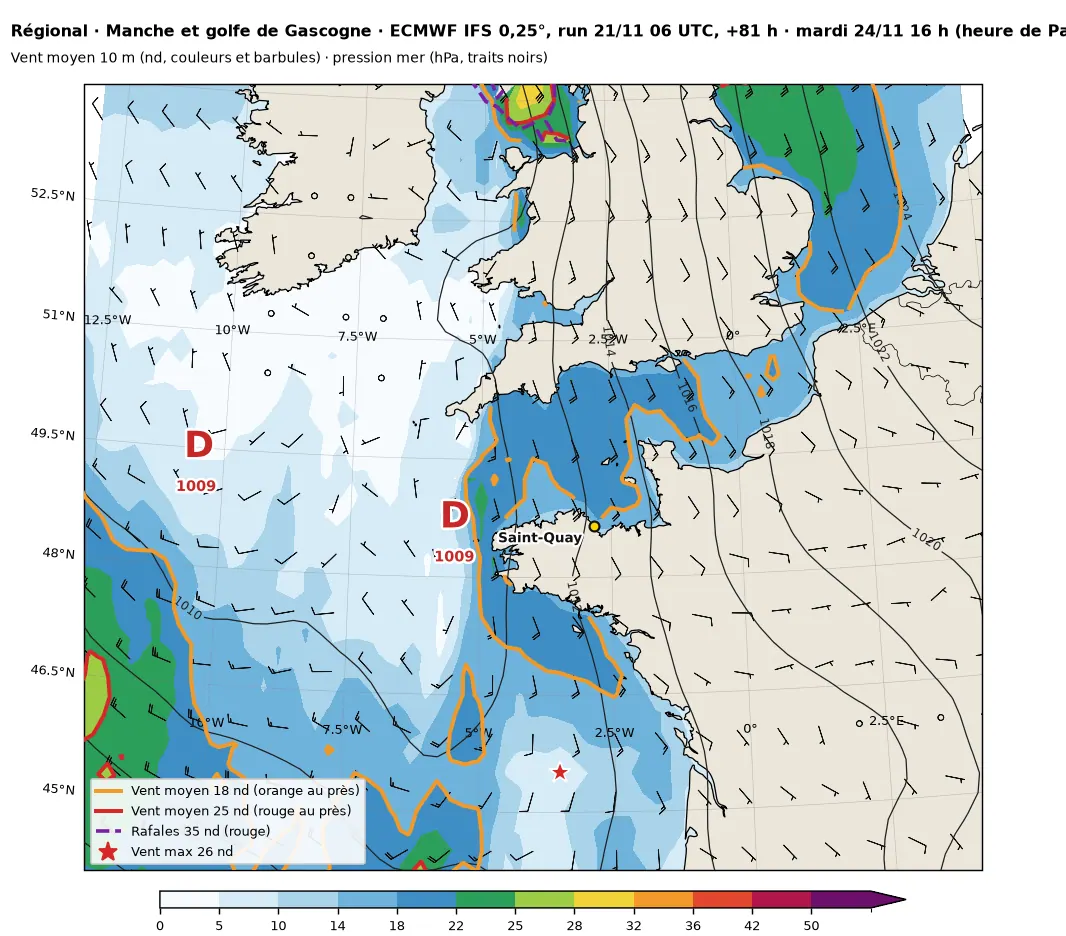 Régional · Manche et golfe de Gascogne · ECMWF IFS 0,25°, run 21/11 06 UTC, +81 h · mardi 24/11 16 h (heure de Pa
Vent moyen 10 m (nd, couleurs et barbules) · pression mer (hPa, traits noirs)
52.5°N
1024
51°N
12.5°W
10°W
7.5°W
5°W
2.5°W
0°
2.5°E
1014
1022
1016
49.5°N
D
1009
1018
D
1009
Saint-Quay
48°N
1020
1010
46.5°N
10°W
7.5°W
5°W
2.5°W
0°
2.5°E
45°N
Vent moyen 18 nd (orange au près)
Vent moyen 25 nd (rouge au près)
Rafales 35 nd (rouge)
Vent max 26 nd
0 5 10 14 18 22 25 28 32 36 42 50